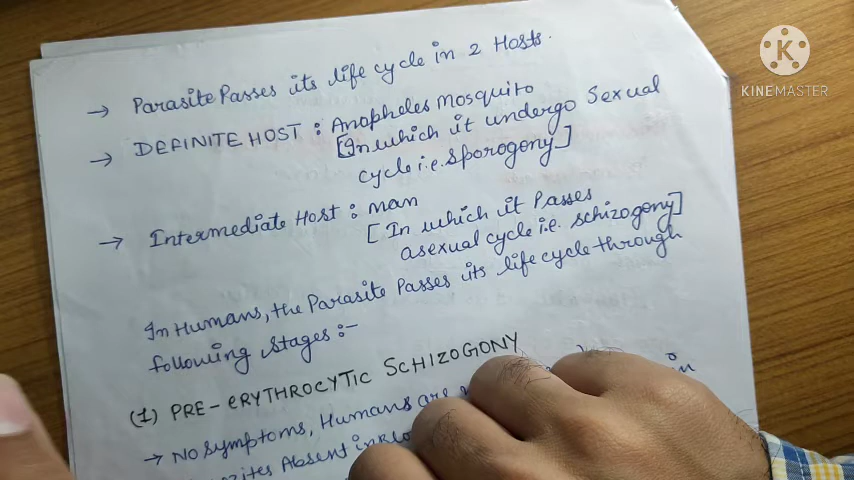 → Parasite Passes its life cycle in 2 Hosts.
→ DEFINITE HOST : Anopheles mosquito
[In which it undergo Sexual
cycle i.e. sporogony]
→ Intermediate Host : man
[In which it Passes
asexual cycle i.e. schizogony]
In Humans, the Parasite Passes its life cycle through
following stages :-
(1) PRE-ERYTHROCYTIC SCHIZOGONY
→ No symptoms, Humans are
Absent in
K
KINEMASTER